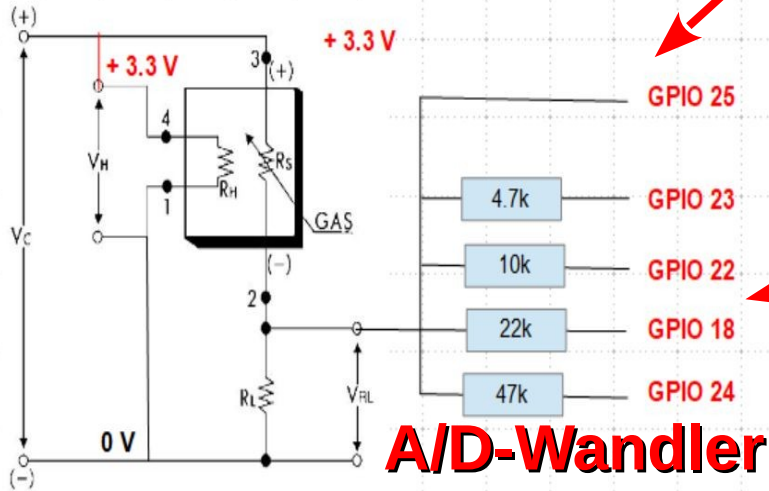 (+)
+ 3.3 V
+ 3.3 V
3
(+)
GPIO 25
4
VH
RH
RS
1
4.7k
GPIO 23
GAS
VC
(−)
10k
GPIO 22
2
22k
GPIO 18
RL
VRL
47k
GPIO 24
0 V
A/D-Wandler
(−)